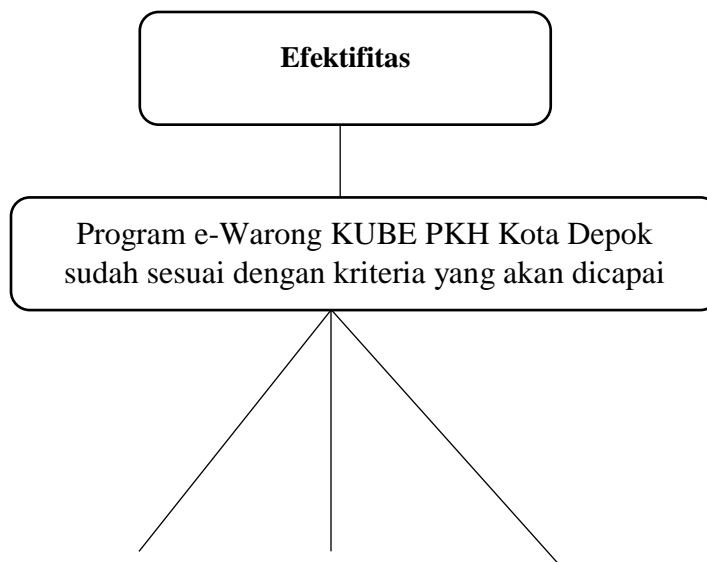 Efektifitas
Program e-Warong KUBE PKH Kota Depok
sudah sesuai dengan kriteria yang akan dicapai